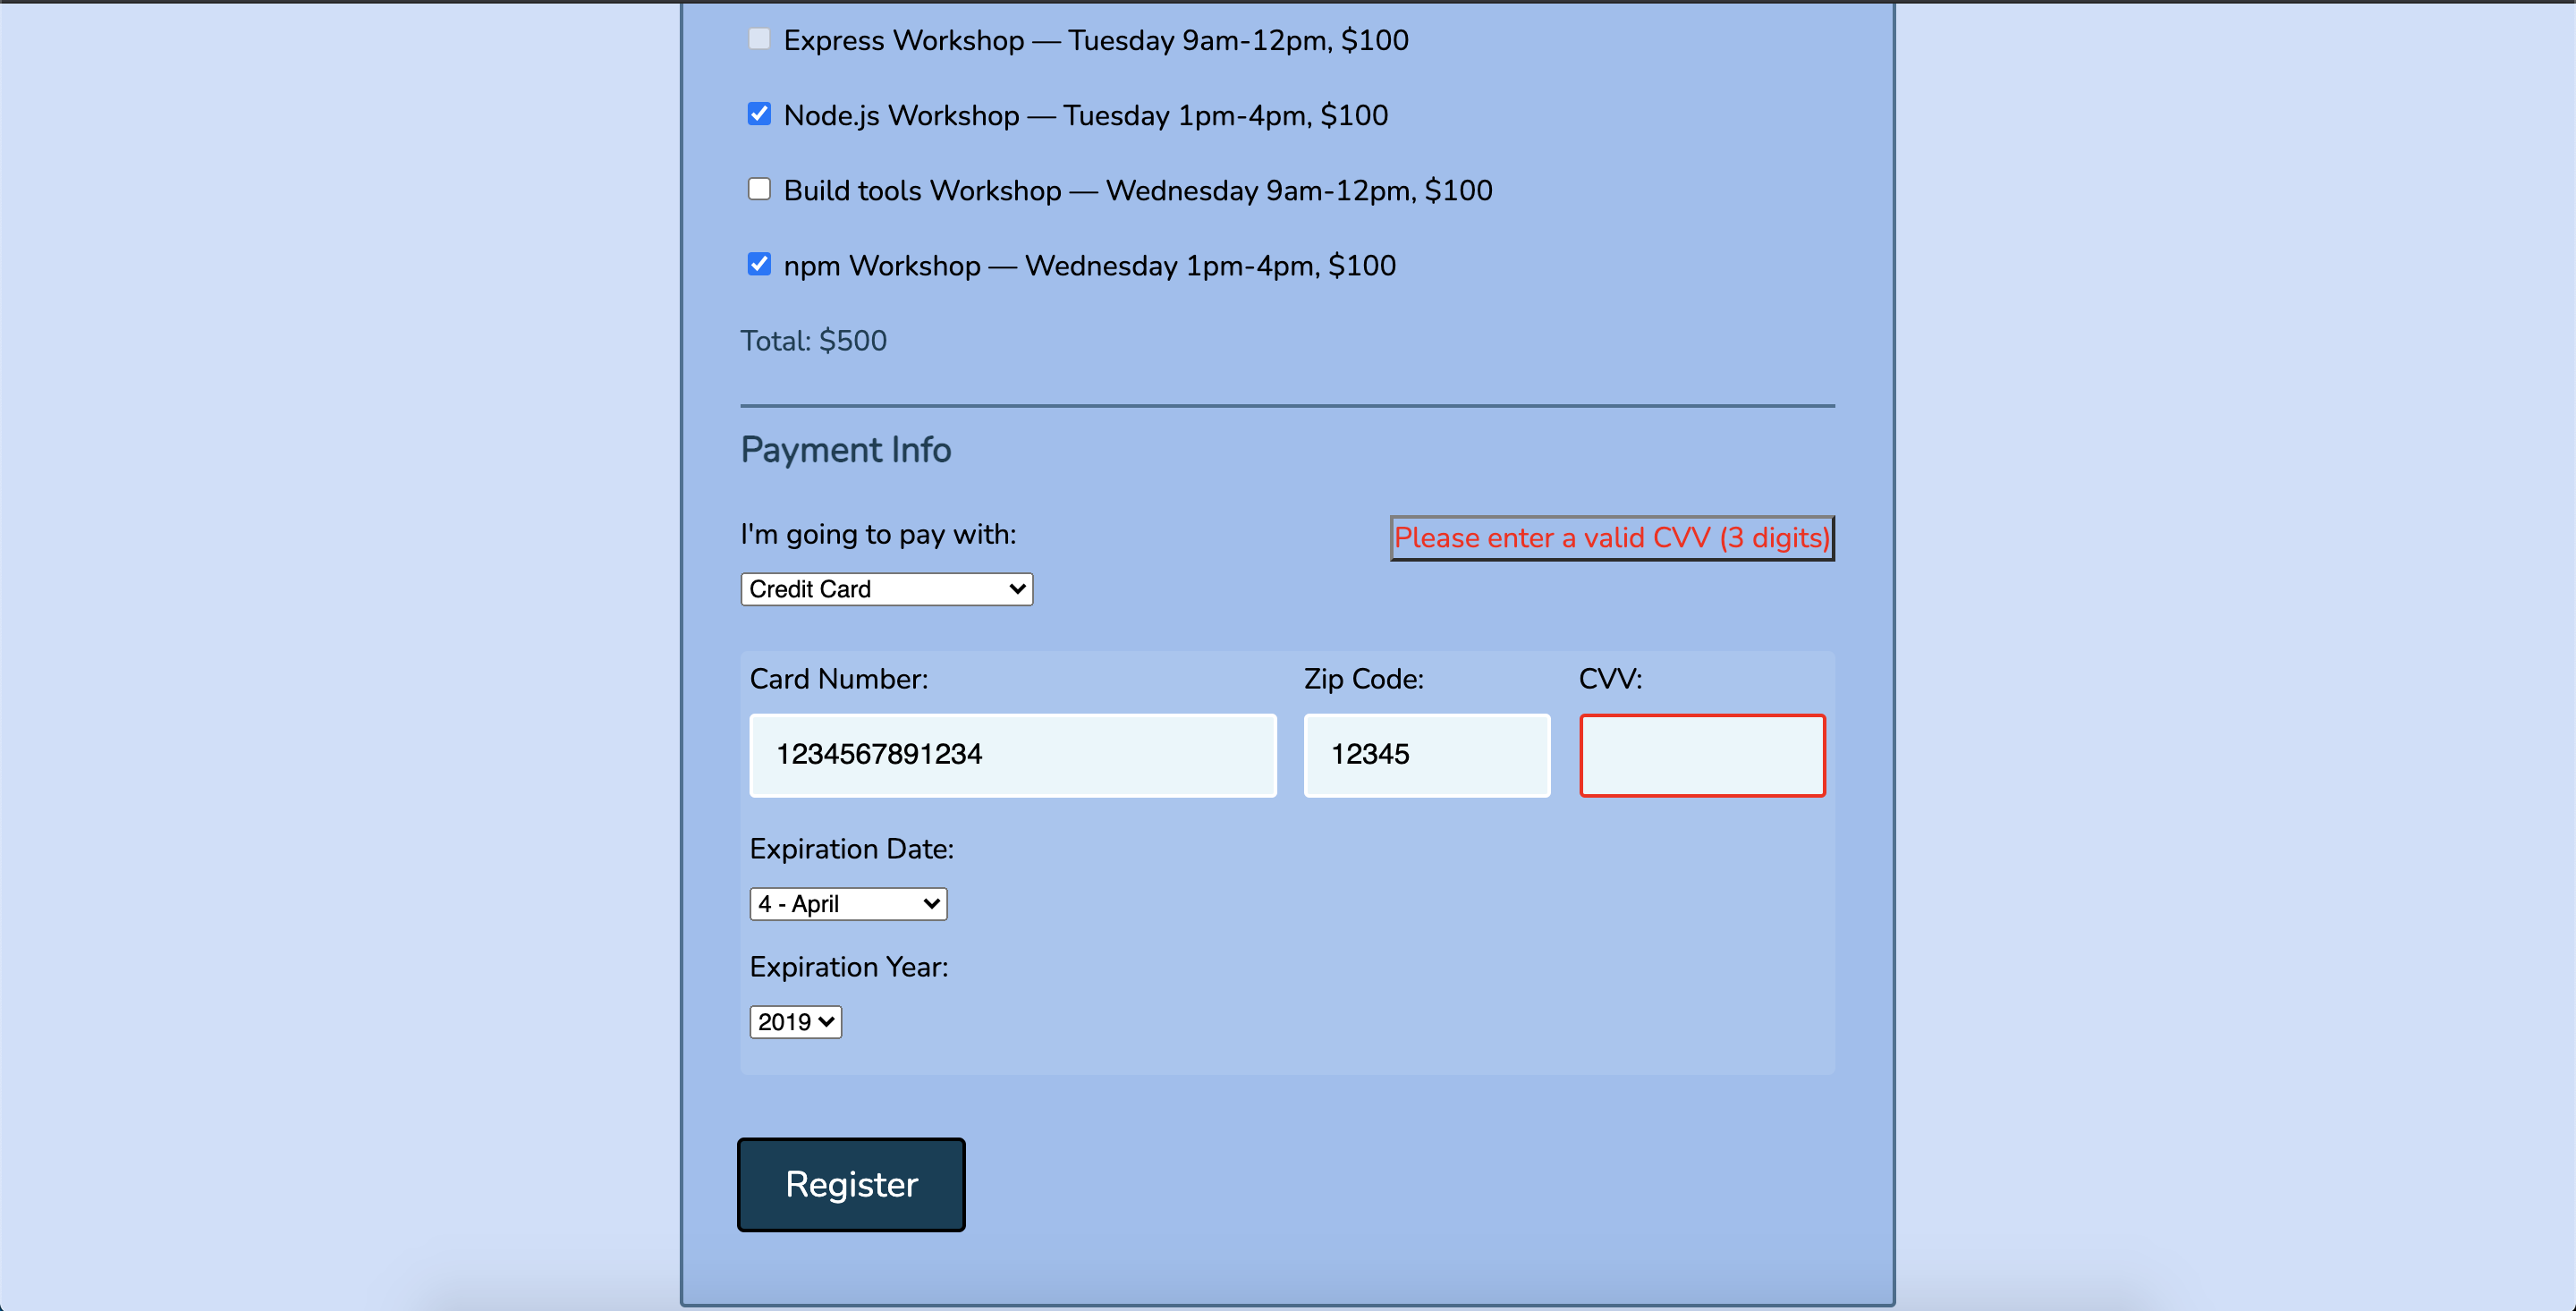 Express Workshop — Tuesday 9am-12pm, $100
Node.js Workshop — Tuesday 1pm-4pm, $100
Build tools Workshop — Wednesday 9am-12pm, $100
npm Workshop — Wednesday 1pm-4pm, $100
Total: $500
Payment Info
I'm going to pay with:
Please enter a valid CVV (3 digits)
Credit Card
Card Number: Zip Code: CVV:
1234567891234 12345
Expiration Date:
4 - April
Expiration Year:
2019
Register